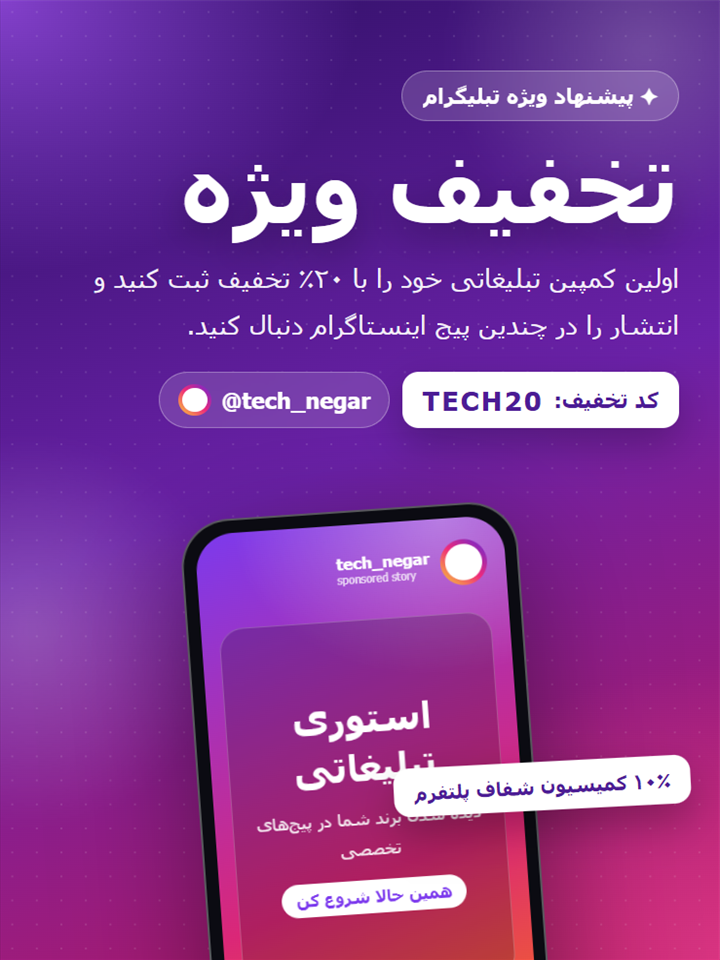 ✦ پیشنهاد ویژه تبلیگرام
تخفیف ویژه
اولین کمپین تبلیغاتی خود را با ۲۰٪ تخفیف ثبت کنید و
انتشار را در چندین پیج اینستاگرام دنبال کنید.
کد تخفیف: TECH20
@tech_negar
tech_negar
sponsored story
استوری
تبلیغاتی
۱۰٪ کمیسیون شفاف پلتفرم
برند شما در پیج‌های
تخصصی
همین حالا شروع کن